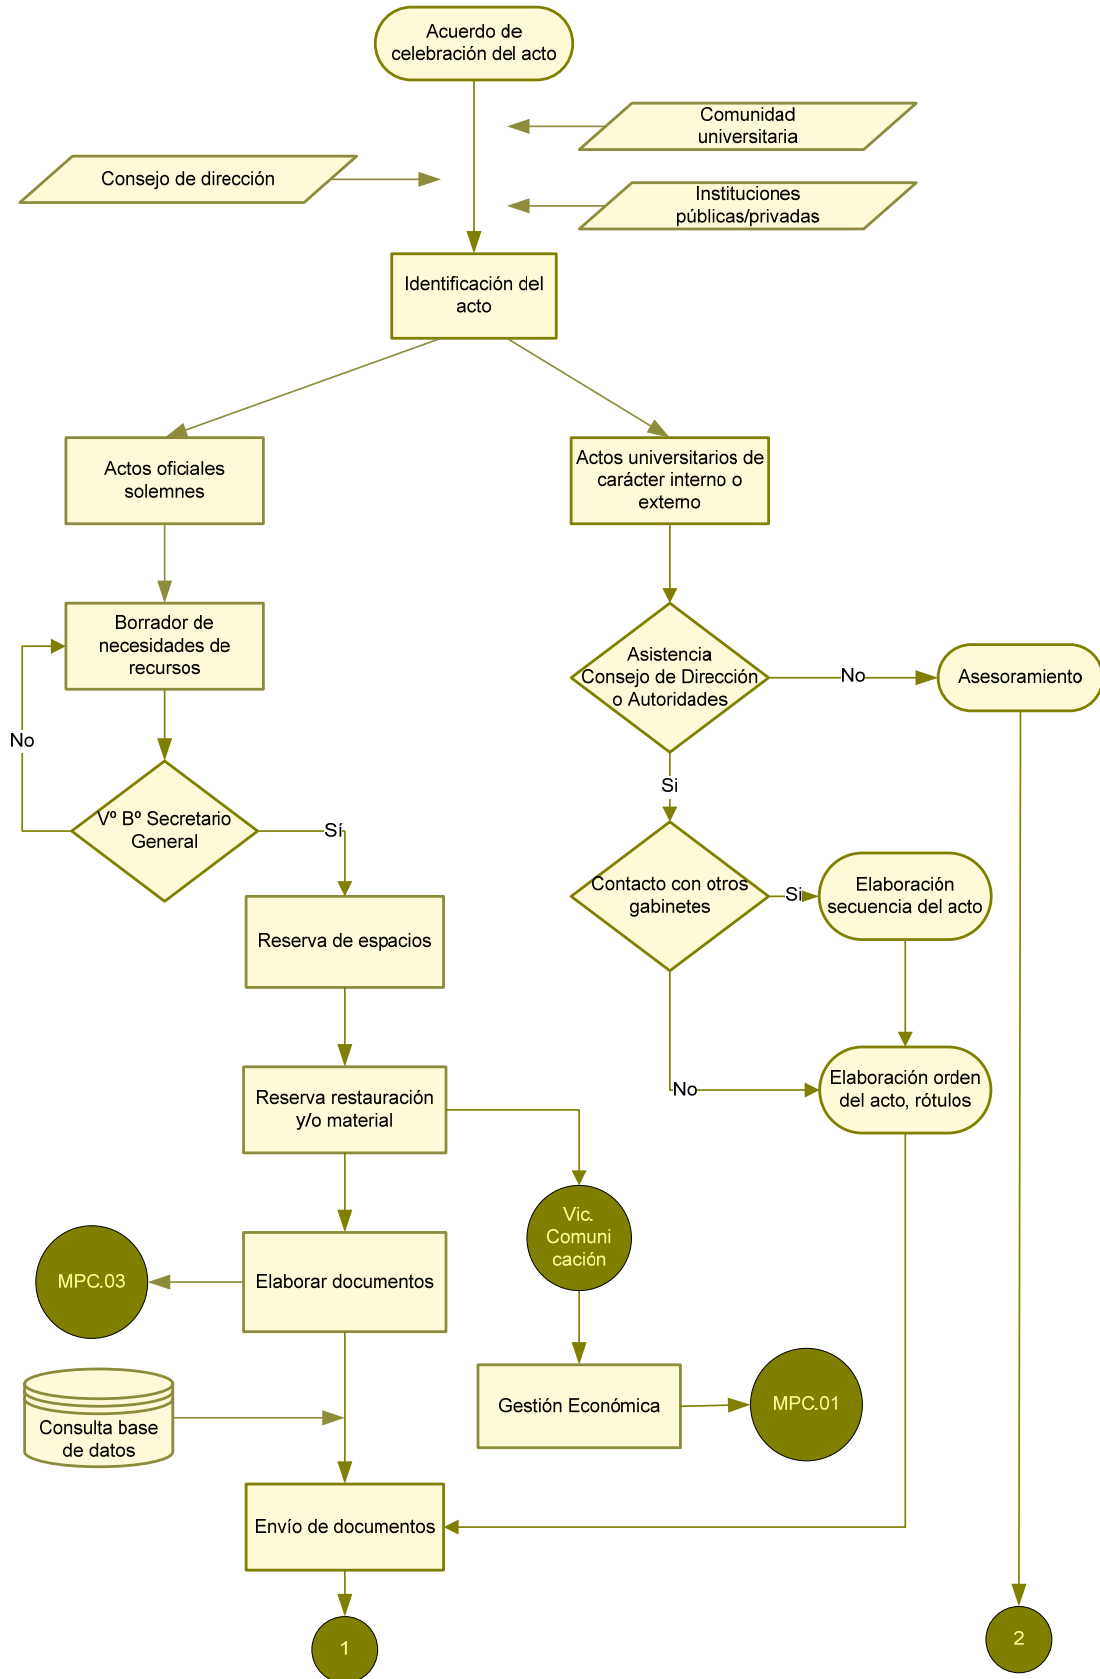 Acuerdo de
celebración del acto
Comunidad
universitaria
Consejo de dirección
Instituciones
públicas/privadas
Identificación del
acto
Actos oficiales
solemnes
Actos universitarios de
carácter interno o
externo
Borrador de
necesidades de
recursos
Asistencia
Consejo de Dirección
o Autoridades
No
Asesoramiento
No
Si
Vº Bº Secretario
General
Sí
Contacto con otros
gabinetes
Si
Elaboración
secuencia del acto
Reserva de espacios
Reserva restauración
y/o material
No
Elaboración orden
del acto, rótulos
Vic.
Comuni
cación
MPC.03
Elaborar documentos
Gestión Económica
MPC.01
Consulta base
de datos
Envío de documentos
1
2